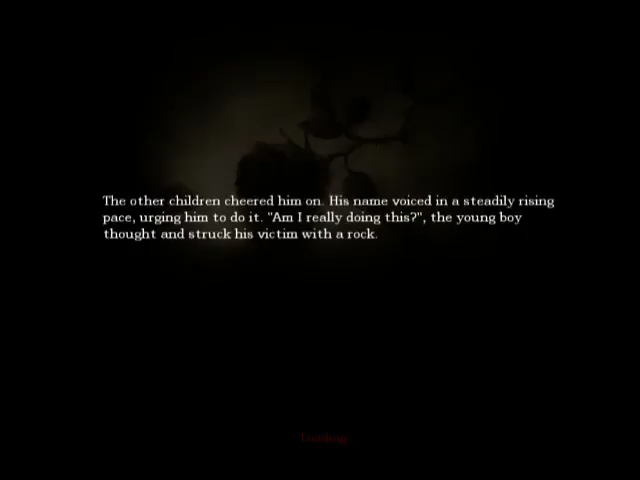 The other children cheered him on. His name voiced in a steadily rising
pace, urging him to do it. "Am I really doing this?", the young boy
thought and struck his victim with a rock.
Loading